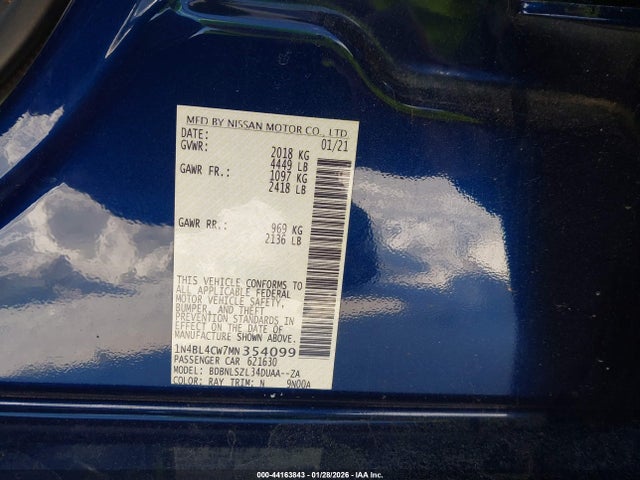 MFD BY NISSAN MOTOR CO., LTD
DATE: 01/21
GVWR: 2018 KG
4449 LB
GAWR FR.: 1097 KG
2418 LB
GAWR RR.: 969 KG
2136 LB
THIS VEHICLE CONFORMS TO
ALL APPLICABLE FEDERAL
MOTOR VEHICLE SAFETY,
BUMPER, AND THEFT
PREVENTION STANDARDS IN
EFFECT ON THE DATE OF
MANUFACTURE SHOWN ABOVE
1N4BL4CW7MN354099
PASSENGER CAR 621630
MODEL: BDBNLSZL34DUAA--ZA
COLOR: RAY TRIM: N 9N00A
000-44163843 - 01/28/2026 - IAA Inc.